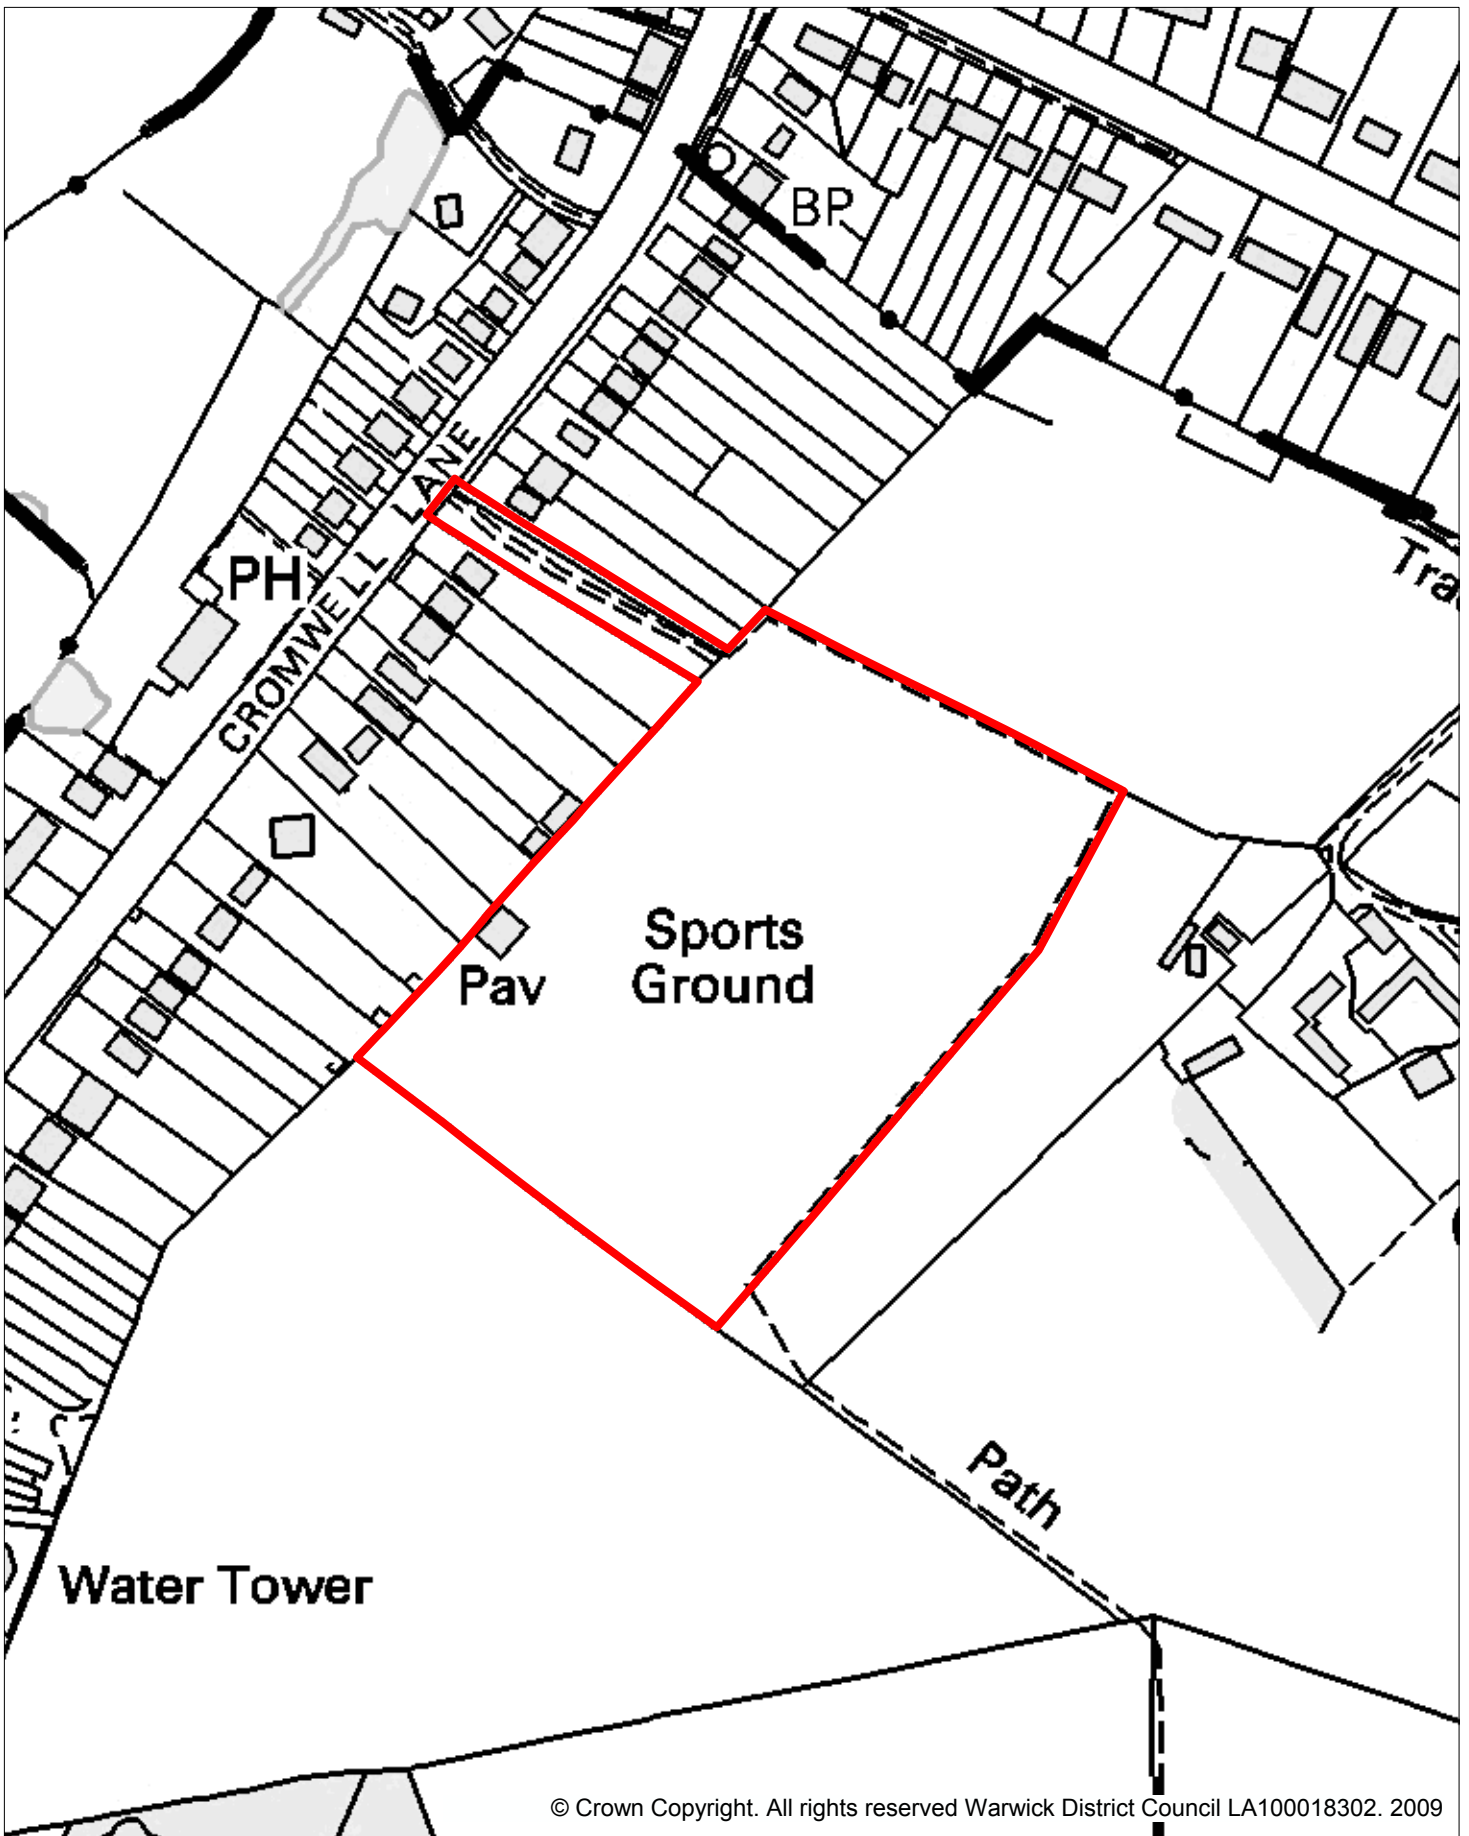 BP
Tra
PH
CROMWELL LANE
Sports
Ground
Pav
Path
Water Tower
© Crown Copyright. All rights reserved Warwick District Council LA100018302. 2009